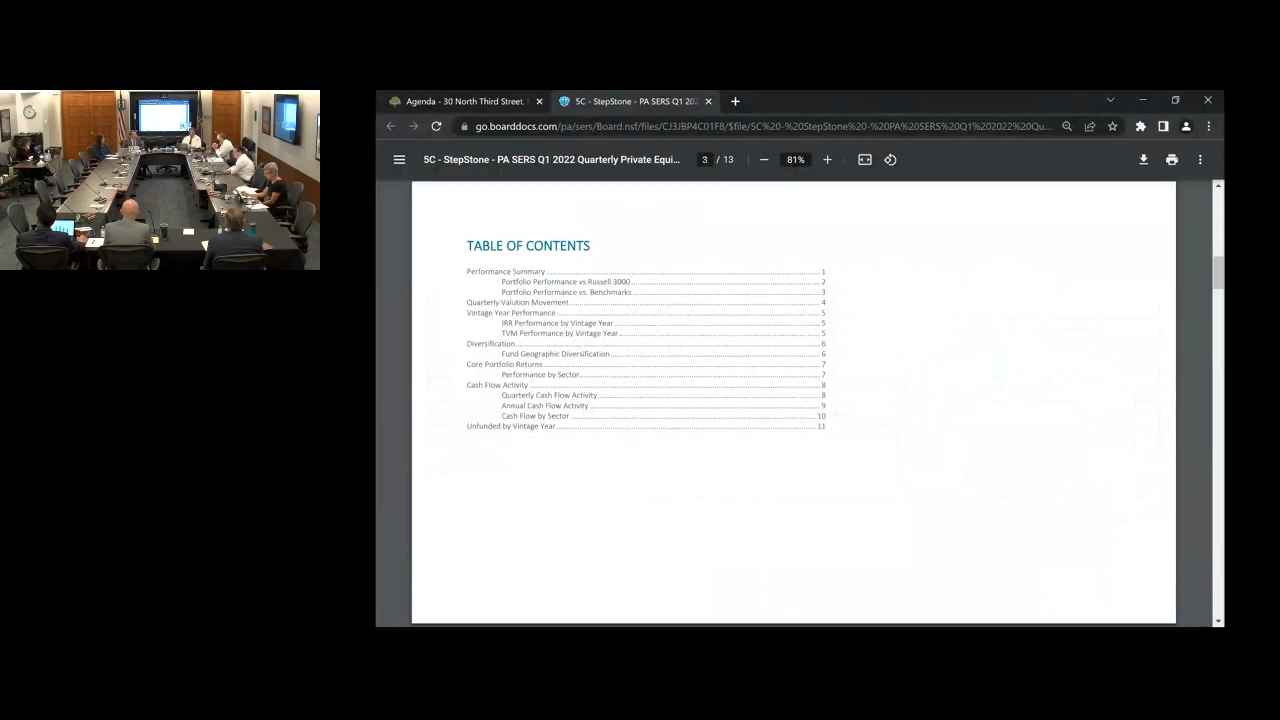 Agenda - 30 North Third Street,
5C - StepStone - PA SERS Q1 202
go.boarddocs.com/pa/sers/Board.nsf/files/CJ3JBP4C01F8/$file/5C%20-%20StepStone%20-%20PA%20SERS%20Q1%202022%20Qu...
5C - StepStone - PA SERS Q1 2022 Quarterly Private Equi...
3 / 13
81%
TABLE OF CONTENTS
Performance Summary 1
Portfolio Performance vs Russell 3000 2
Portfolio Performance vs. Benchmarks 3
Quarterly Valution Movement 4
Vintage Year Performance 5
IRR Performance by Vintage Year 5
TVM Performance by Vintage Year 5
Diversification 6
Fund Geographic Diversification 6
Core Portfolio Returns 7
Performance by Sector 7
Cash Flow Activity 8
Quarterly Cash Flow Activity 8
Annual Cash Flow Activity 9
Cash Flow by Sector 10
Unfunded by Vintage Year 11